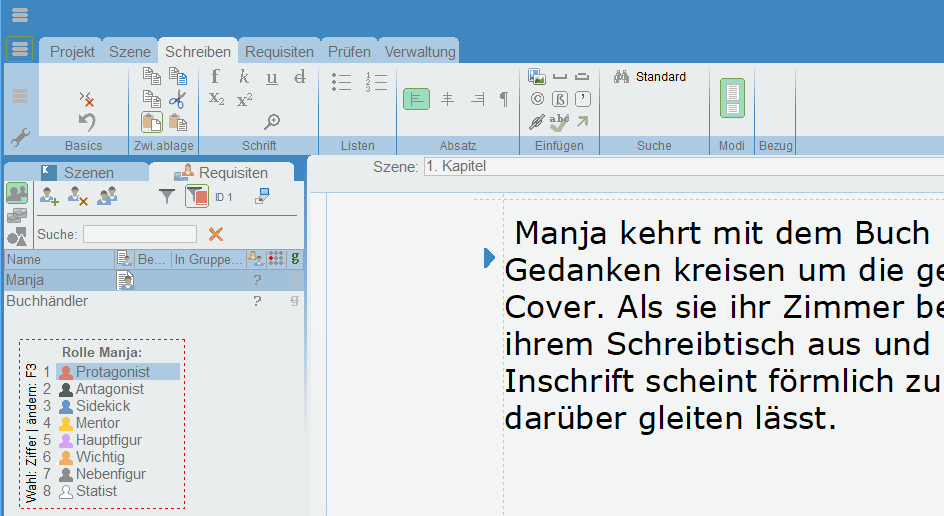 Projekt Szene Schreiben Requisiten Prüfen Verwaltung
f k u d
x₂ x²
¶
© ß ’
abc
Standard
Basics Zwi.ablage Schrift Listen Absatz Einfügen Suche Modi Bezug
K Szenen Requisiten
Szene: 1. Kapitel
ID 1
Suche:
Name Be... In Gruppe... g
Manja ? g
Buchhändler ? g
Rolle Manja:
Wahl: Ziffer | ändern: F3
1 Protagonist
2 Antagonist
3 Sidekick
4 Mentor
5 Hauptfigur
6 Wichtig
7 Nebenfigur
8 Statist
Manja kehrt mit dem Buch
Gedanken kreisen um die ge
Cover. Als sie ihr Zimmer be
ihrem Schreibtisch aus und
Inschrift scheint förmlich zu
darüber gleiten lässt.